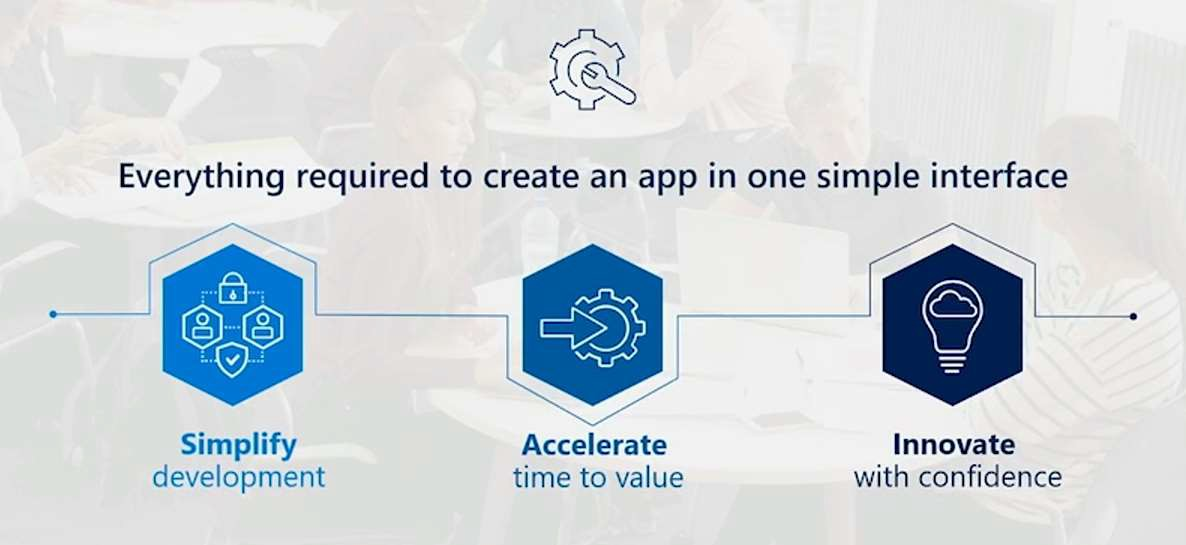 Everything required to create an app in one simple interface
Simplify
development
Accelerate
time to value
Innovate
with confidence